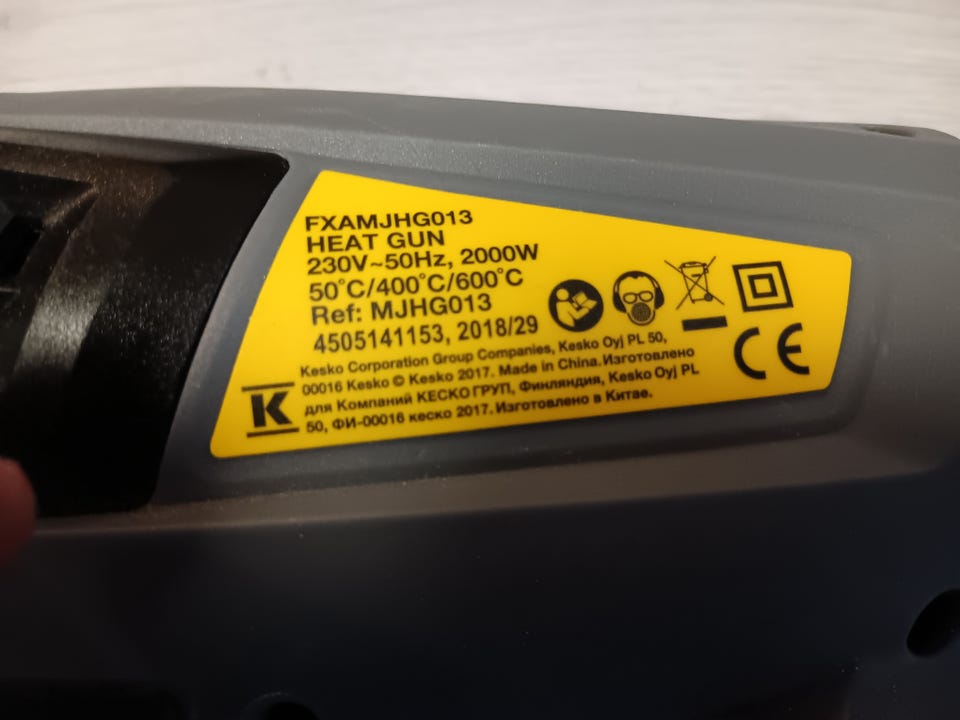 FXAMJHG013
HEAT GUN
230V~50Hz, 2000W
50°C/400°C/600°C
Ref: MJHG013
4505141153, 2018/29
Kesko Corporation Group Companies, Kesko Oyj PL 50,
00016 Kesko © Kesko 2017. Made in China. Изготовлено
для Компаний КЕСКО ГРУП, Финляндия, Kesko Oyj PL
50, ФИ-00016 кеско 2017. Изготовлено в Китае.
K
CE